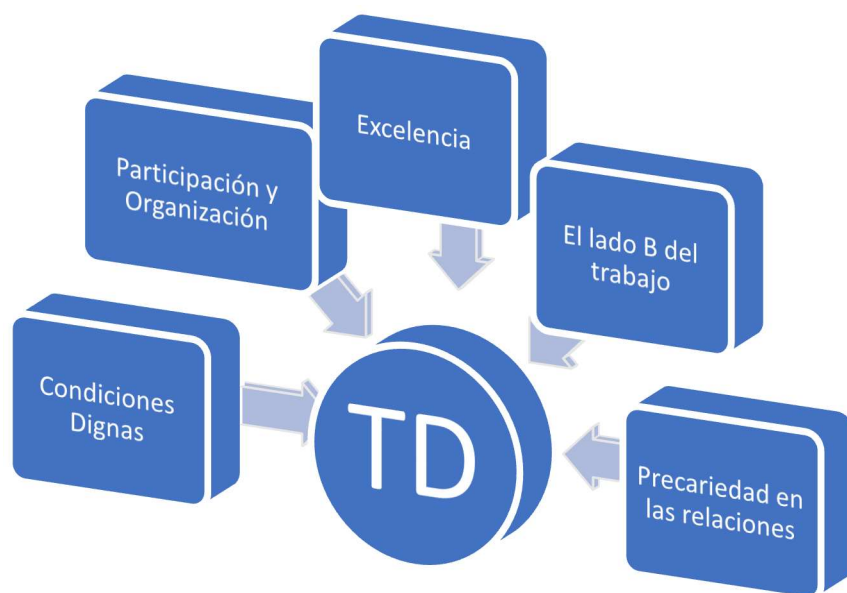 Excelencia
Participación y
Organización
El lado B del
trabajo
Condiciones
Dignas
TD
Precariedad en
las relaciones